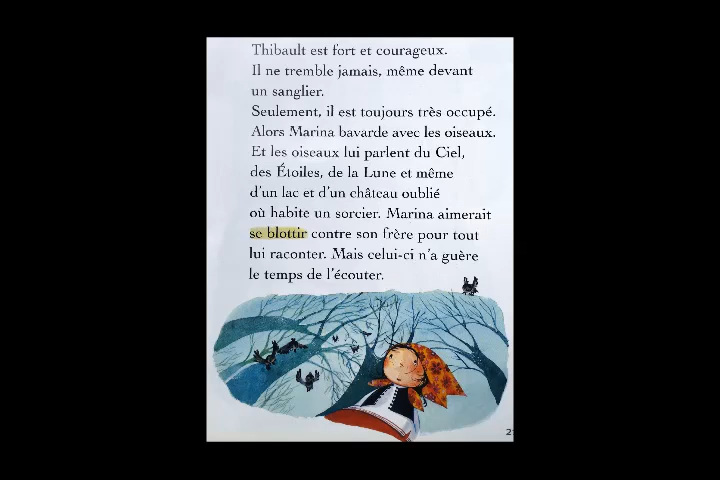 Thibault est fort et courageux.
Il ne tremble jamais, même devant
un sanglier.
Seulement, il est toujours très occupé.
Alors Marina bavarde avec les oiseaux.
Et les oiseaux lui parlent du Ciel,
des Étoiles, de la Lune et même
d'un lac et d'un château oublié
où habite un sorcier. Marina aimerait
se blottir contre son frère pour tout
lui raconter. Mais celui-ci n'a guère
le temps de l'écouter.